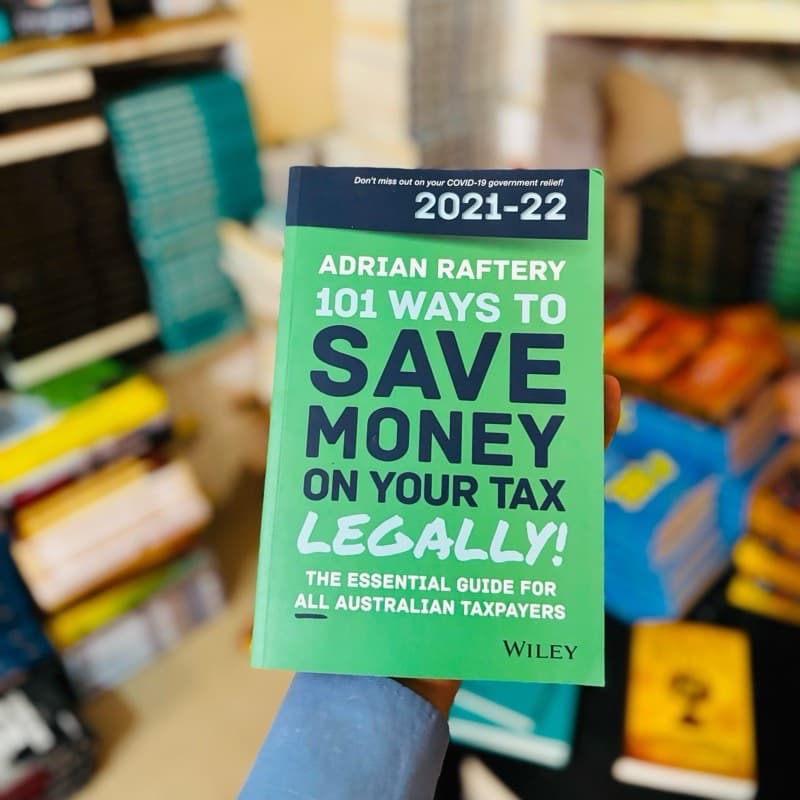 Don't miss out on your COVID-19 government relief!
2021-22
ADRIAN RAFTERY
101 WAYS TO
SAVE
MONEY
ON YOUR TAX
LEGALLY!
THE ESSENTIAL GUIDE FOR
ALL AUSTRALIAN TAXPAYERS
WILEY